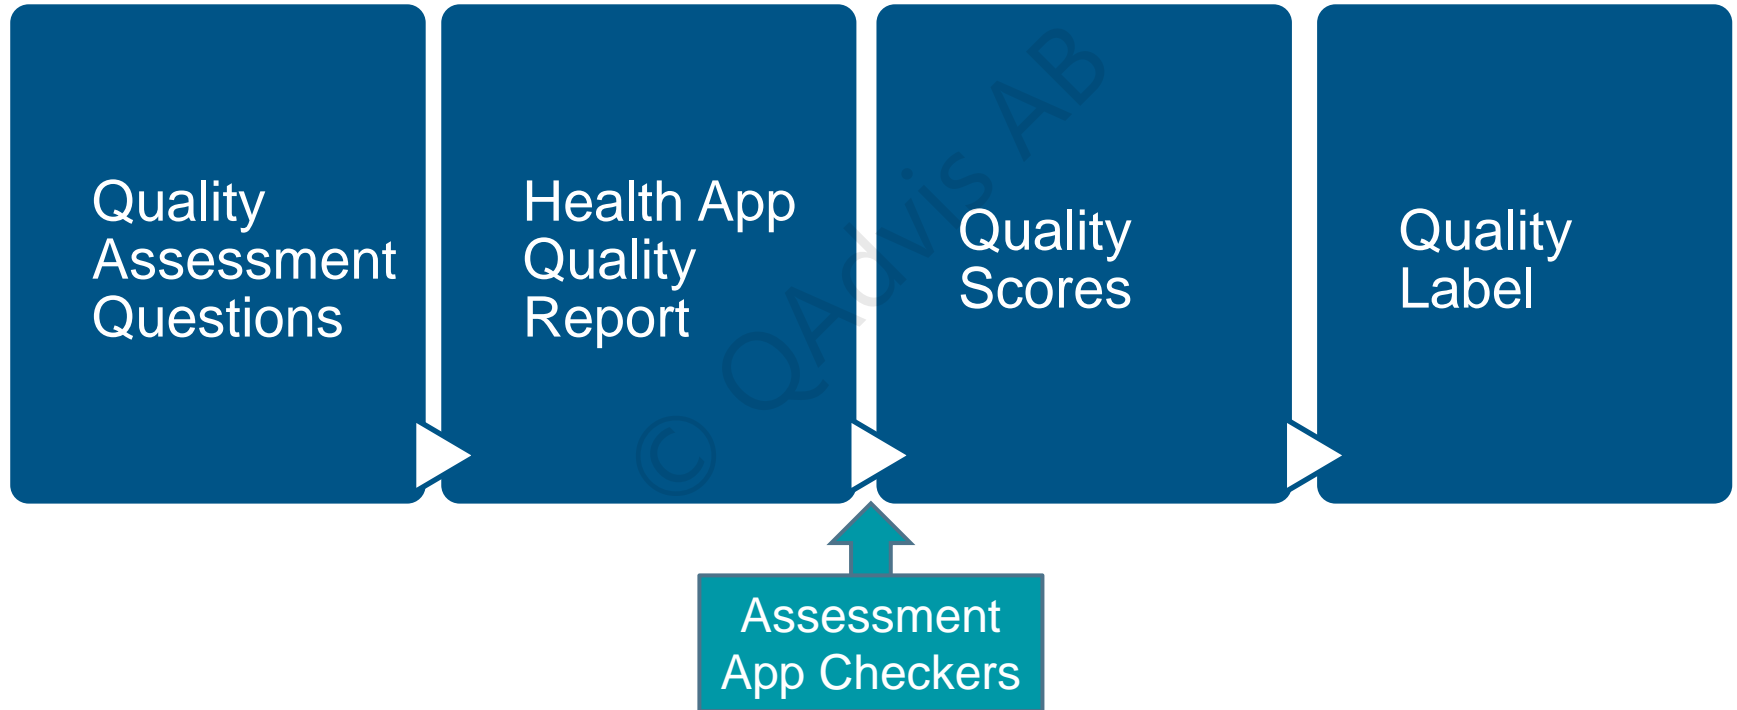 Quality
Assessment
Questions
Health App
Quality
Report
Quality
Scores
Quality
Label
© QAdvis AB
Assessment
App Checkers